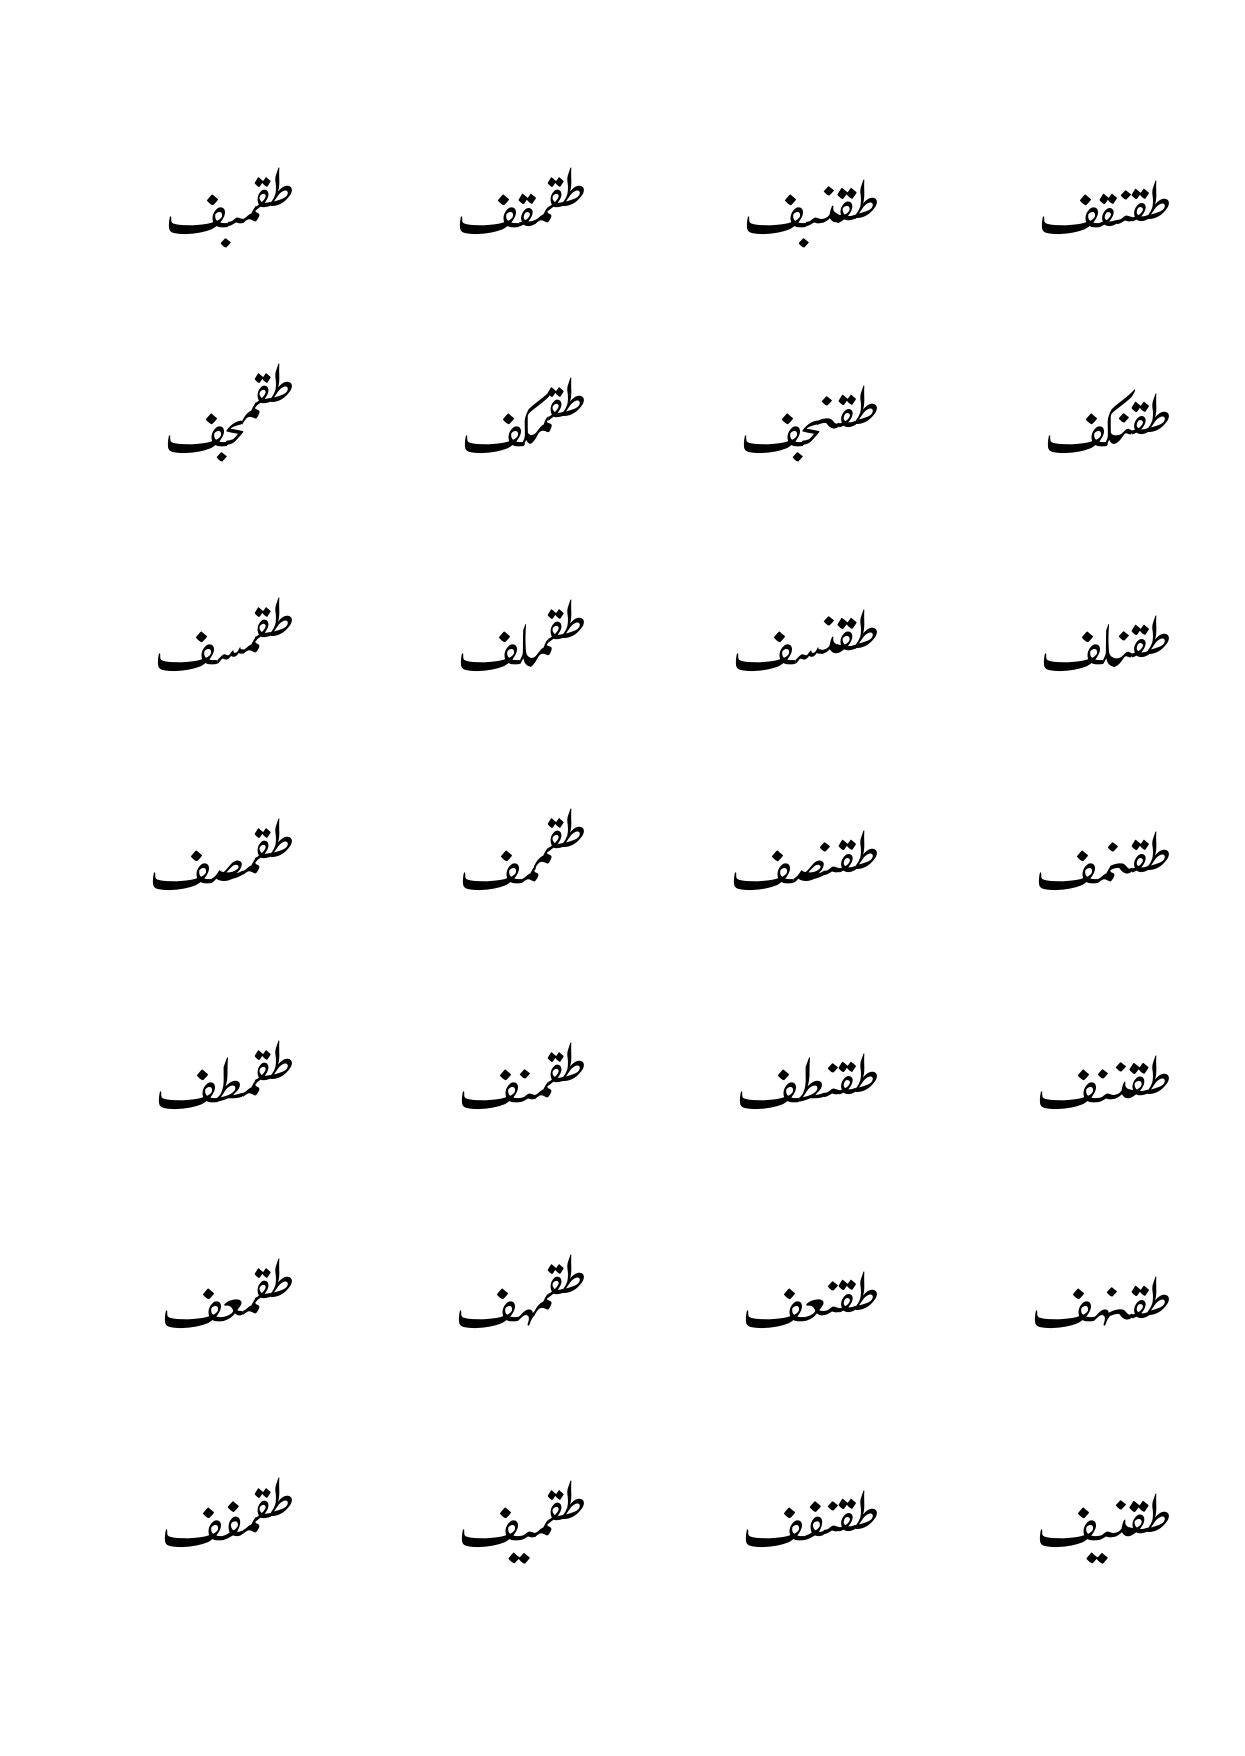 طقنقف طقنبف طقمقف طقمبف
طقنكف طقنجف طقمكف طقمجف
طقنلف طقنسف طقملف طقمسف
طقنمف طقنصف طقممف طقمصف
طقننف طقنطف طقمنف طقمطف
طقنهف طقنعف طقمهف طقمعف
طقنيف طقنفف طقميف طقمفف